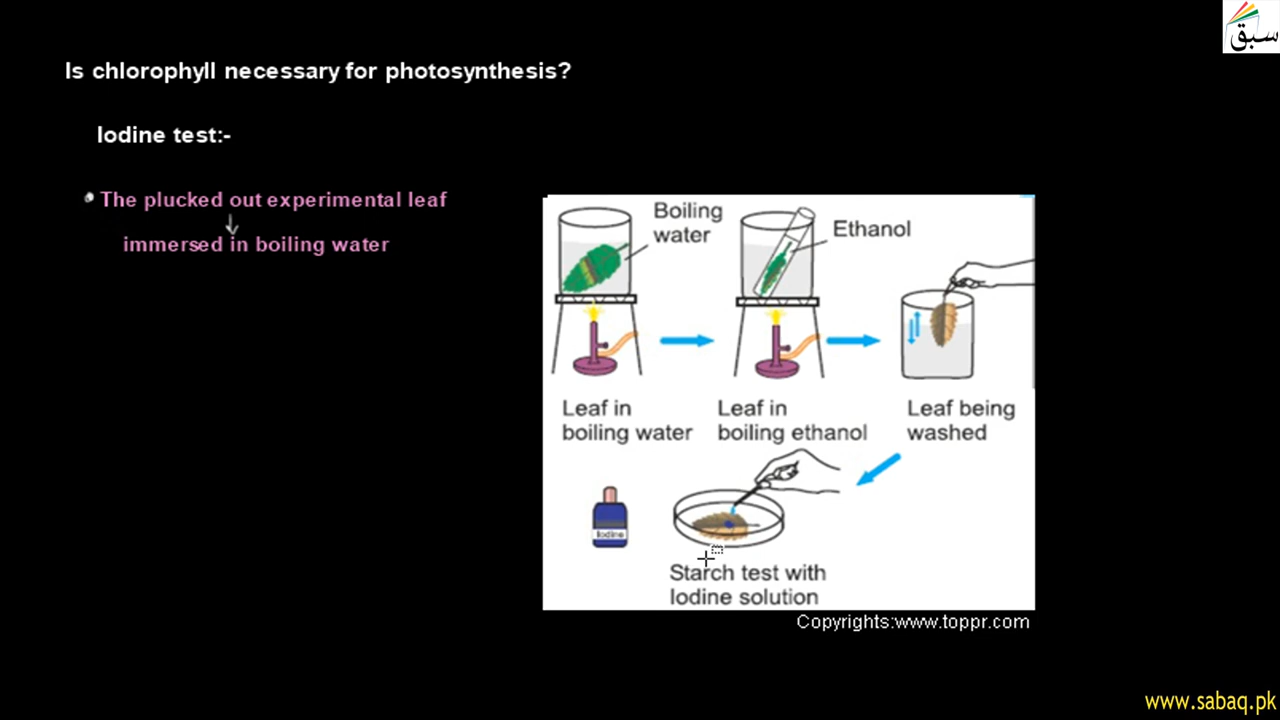 سبق
Is chlorophyll necessary for photosynthesis?
Iodine test:-
The plucked out experimental leaf
immersed in boiling water
Boiling
water
Ethanol
Leaf in
boiling water
Leaf in
boiling ethanol
Leaf being
washed
Iodine
Starch test with
Iodine solution
Copyrights:www.toppr.com
www.sabaq.pk